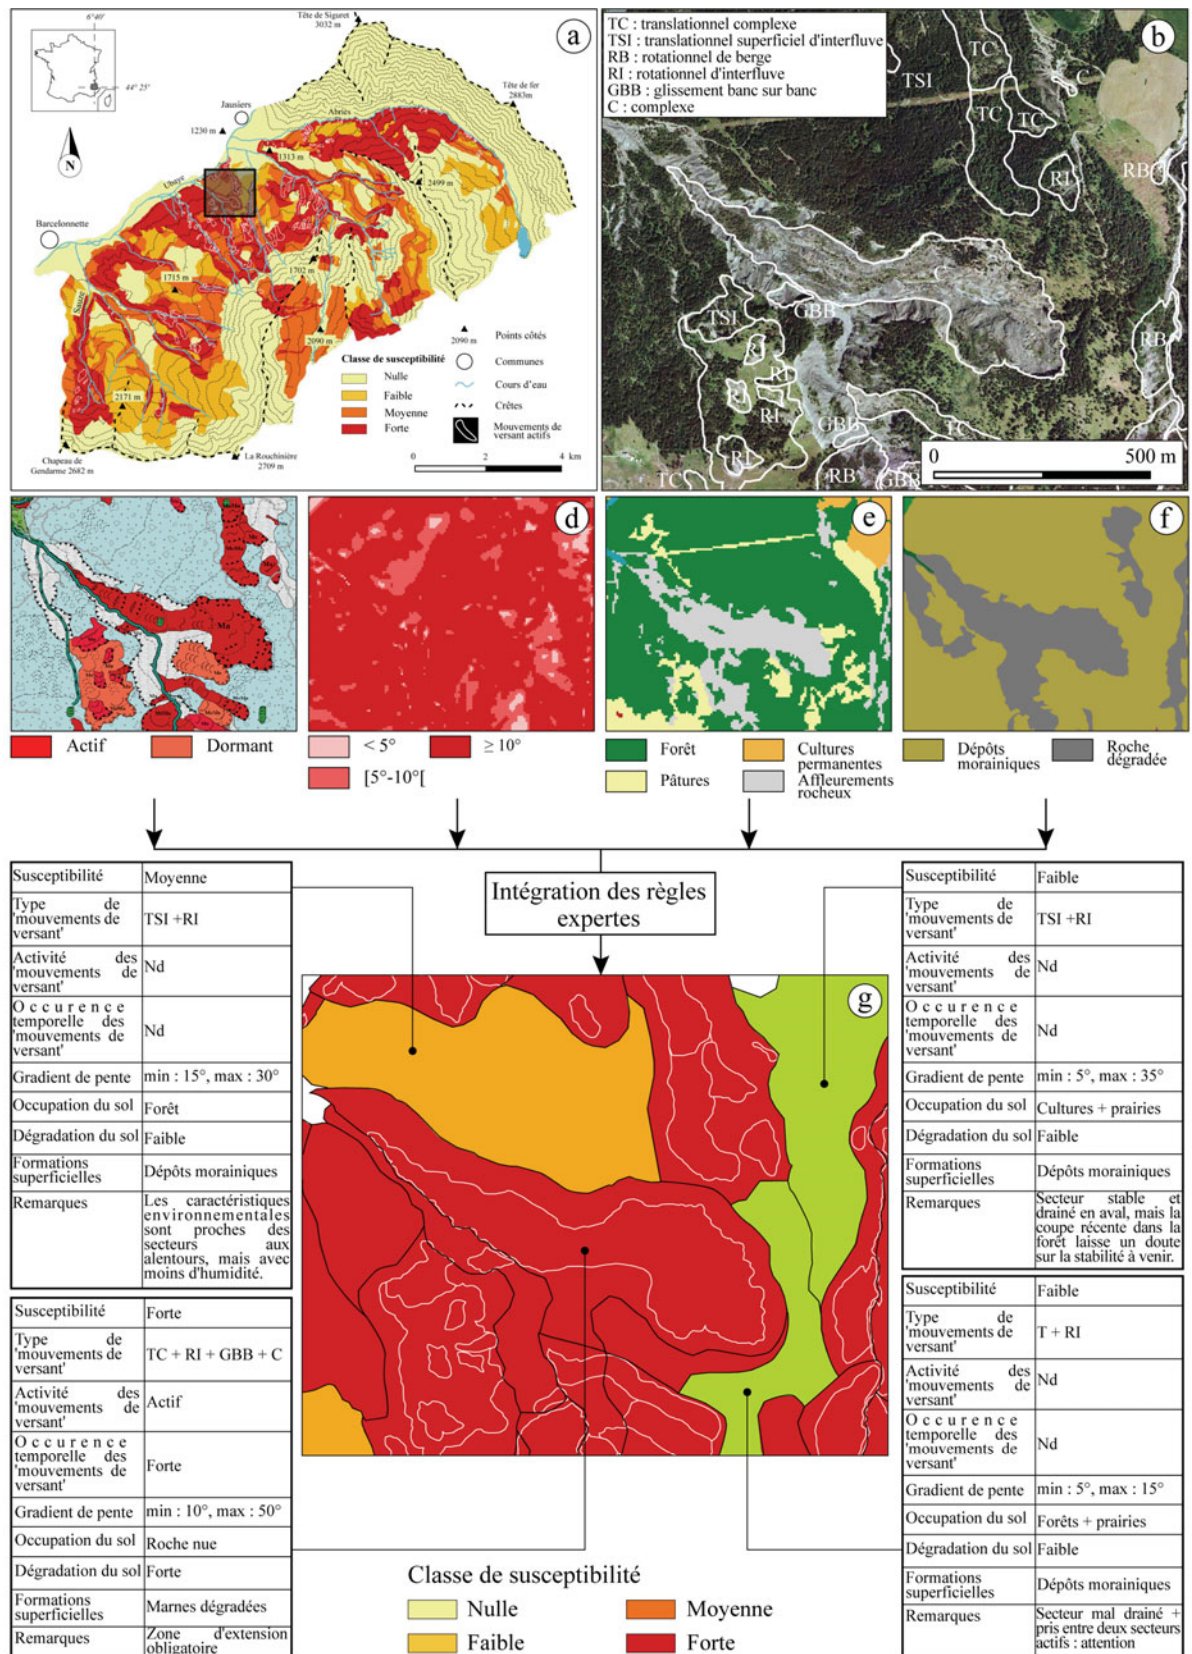 6°40'
Tête de Siguret
3032 m
a
44° 25'
Tête de fer
2883m
Jausiers
Abriès
1230 m
1313 m
N
2499 m
Ubaye
Barcelonnette
1702 m
1715 m
Sauze
2090 m
2171 m
Chapeau de
Gendarme 2682 m
La Rouchinière
2709 m
2090 m
Points côtés
Communes
Cours d'eau
Crêtes
Mouvements de
versant actifs
Classe de susceptibilité
Nulle
Faible
Moyenne
Forte
0 2 4 km
TC : translationnel complexe
TSI : translationnel superficiel d'interfluve
RB : rotationnel de berge
RI : rotationnel d'interfluve
GBB : glissement banc sur banc
C : complexe
b
TC
TSI
C
TC
TC
RI
RB
C
GBB
TSI
RI
RI
RI
RB
GBB
TC
RI
TC
RB
GBB
0 500 m
Ma
d
e
f
Actif
Dormant
< 5°
≥ 10°
[5°-10°[
Forêt
Cultures
permanentes
Pâtures
Affleurements
rocheux
Dépôts
morainiques
Roche
dégradée
Intégration des règles
expertes
Susceptibilité Moyenne
Type de
'mouvements de
versant'
TSI +RI
Activité des
'mouvements de
versant'
Nd
Occurence
temporelle des
'mouvements de
versant'
Nd
Gradient de pente min : 15°, max : 30°
Occupation du sol Forêt
Dégradation du sol Faible
Formations
superficielles
Dépôts morainiques
Remarques
Les caractéristiques
environnementales
sont proches des
secteurs aux
alentours, mais avec
moins d'humidité.
Susceptibilité Forte
Type de
'mouvements de
versant'
TC + RI + GBB + C
Activité des
'mouvements de
versant'
Actif
Occurence
temporelle des
'mouvements de
versant'
Forte
Gradient de pente min : 10°, max : 50°
Occupation du sol Roche nue
Dégradation du sol Forte
Formations
superficielles
Marnes dégradées
Remarques
Zone d'extension
obligatoire
g
Classe de susceptibilité
Nulle
Moyenne
Faible
Forte
Susceptibilité Faible
Type de
'mouvements de
versant'
TSI +RI
Activité des
'mouvements de
versant'
Nd
Occurence
temporelle des
'mouvements de
versant'
Nd
Gradient de pente min : 5°, max : 35°
Occupation du sol Cultures + prairies
Dégradation du sol Faible
Formations
superficielles
Dépôts morainiques
Remarques
Secteur stable et
drainé en aval, mais la
coupe récente dans la
forêt laisse un doute
sur la stabilité à venir.
Susceptibilité Faible
Type de
'mouvements de
versant'
T + RI
Activité des
'mouvements de
versant'
Nd
Occurence
temporelle des
'mouvements de
versant'
Nd
Gradient de pente min : 5°, max : 15°
Occupation du sol Forêts + prairies
Dégradation du sol Faible
Formations
superficielles
Dépôts morainiques
Remarques
Secteur mal drainé +
pris entre deux secteurs
actifs : attention